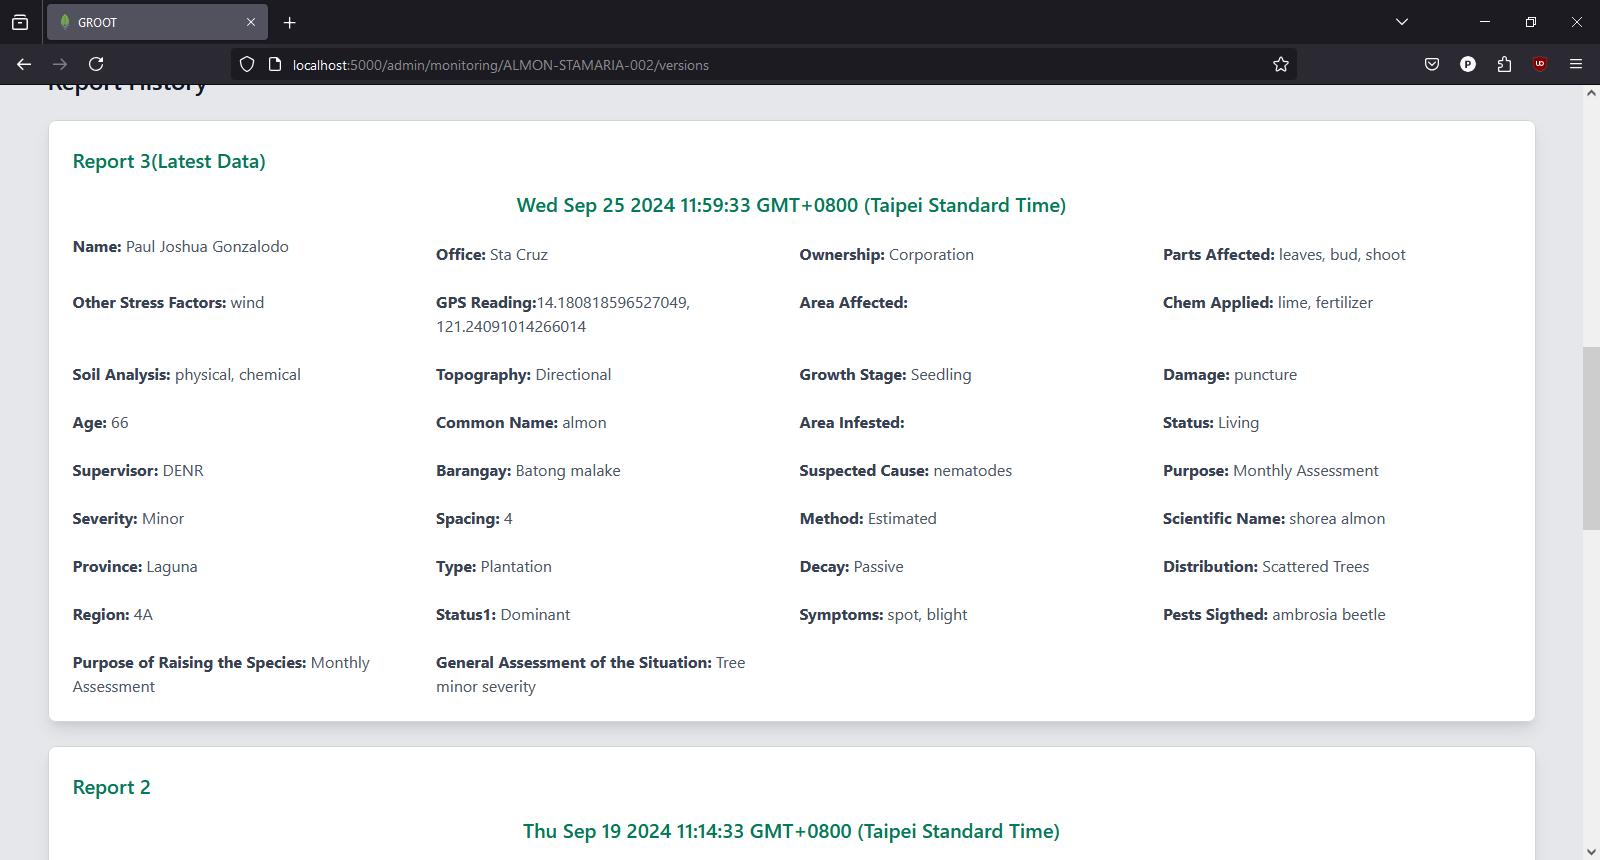 GROOT
localhost:5000/admin/monitoring/ALMON-STAMARIA-002/versions
Report History
Report 3(Latest Data)
Wed Sep 25 2024 11:59:33 GMT+0800 (Taipei Standard Time)
Name: Paul Joshua Gonzalodo
Office: Sta Cruz
Ownership: Corporation
Parts Affected: leaves, bud, shoot
Other Stress Factors: wind
GPS Reading:14.180818596527049,
121.24091014266014
Area Affected:
Chem Applied: lime, fertilizer
Soil Analysis: physical, chemical
Topography: Directional
Growth Stage: Seedling
Damage: puncture
Age: 66
Common Name: almon
Area Infested:
Status: Living
Supervisor: DENR
Barangay: Batong malake
Suspected Cause: nematodes
Purpose: Monthly Assessment
Severity: Minor
Spacing: 4
Method: Estimated
Scientific Name: shorea almon
Province: Laguna
Type: Plantation
Decay: Passive
Distribution: Scattered Trees
Region: 4A
Status1: Dominant
Symptoms: spot, blight
Pests Sigthed: ambrosia beetle
Purpose of Raising the Species: Monthly
Assessment
General Assessment of the Situation: Tree
minor severity
Report 2
Thu Sep 19 2024 11:14:33 GMT+0800 (Taipei Standard Time)